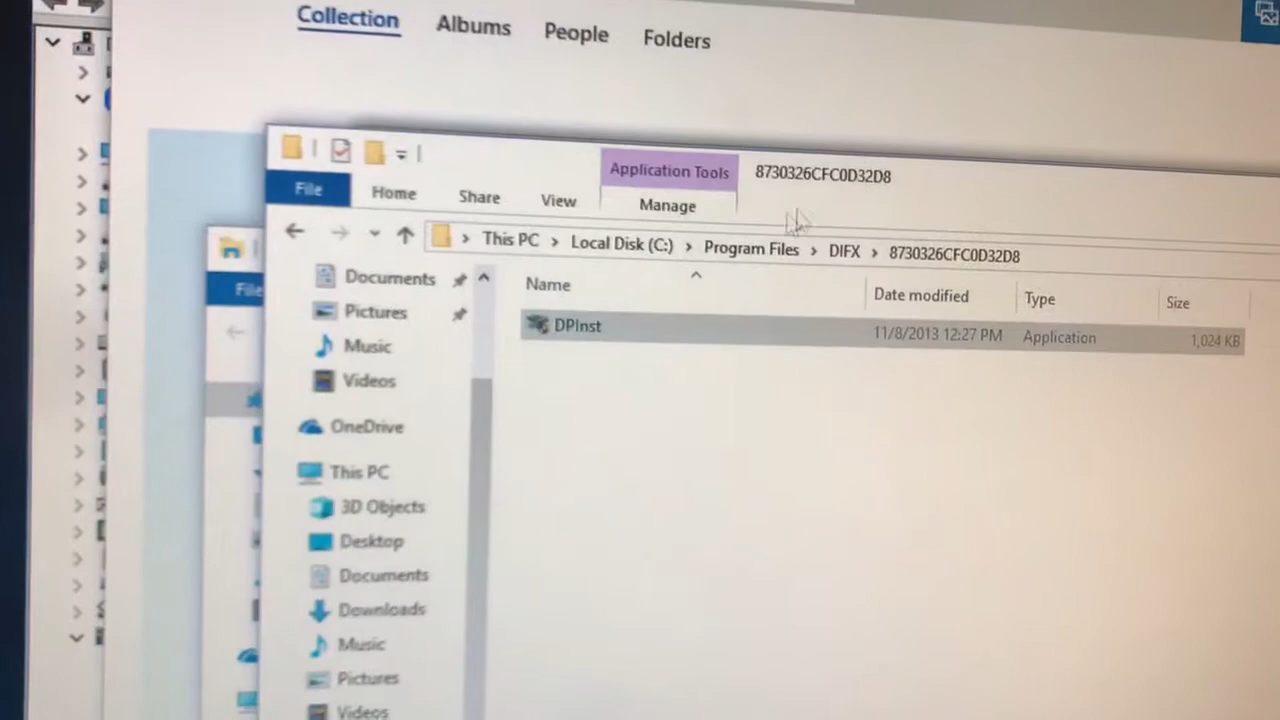 Collection Albums People Folders
Application Tools 8730326CFC0D32D8
File Home Share View Manage
This PC > Local Disk (C:) > Program Files > DIFX > 8730326CFC0D32D8
Name Date modified Type Size
DPInst 11/8/2013 12:27 PM Application 1,024 KB
File
Documents
Pictures
Music
Videos
OneDrive
This PC
3D Objects
Desktop
Documents
Downloads
Music
Pictures
Videos